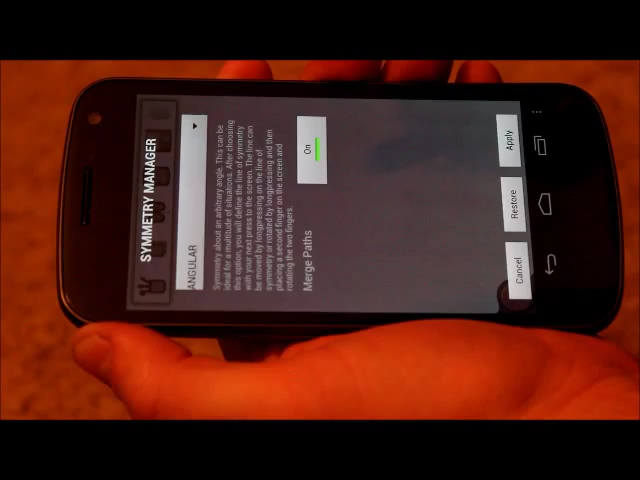 SYMMETRY MANAGER
ANGULAR
Symmetry about an arbitrary angle. This can be
ideal for a multitude of situations. After choosing
this option, you will define the line of symmetry
with your next press to the screen. The line can
be moved by longpressing on the line of
symmetry or rotated by longpressing and then
placing a second finger on the screen and
rotating the two fingers.
Merge Paths
On
Cancel
Restore
Apply